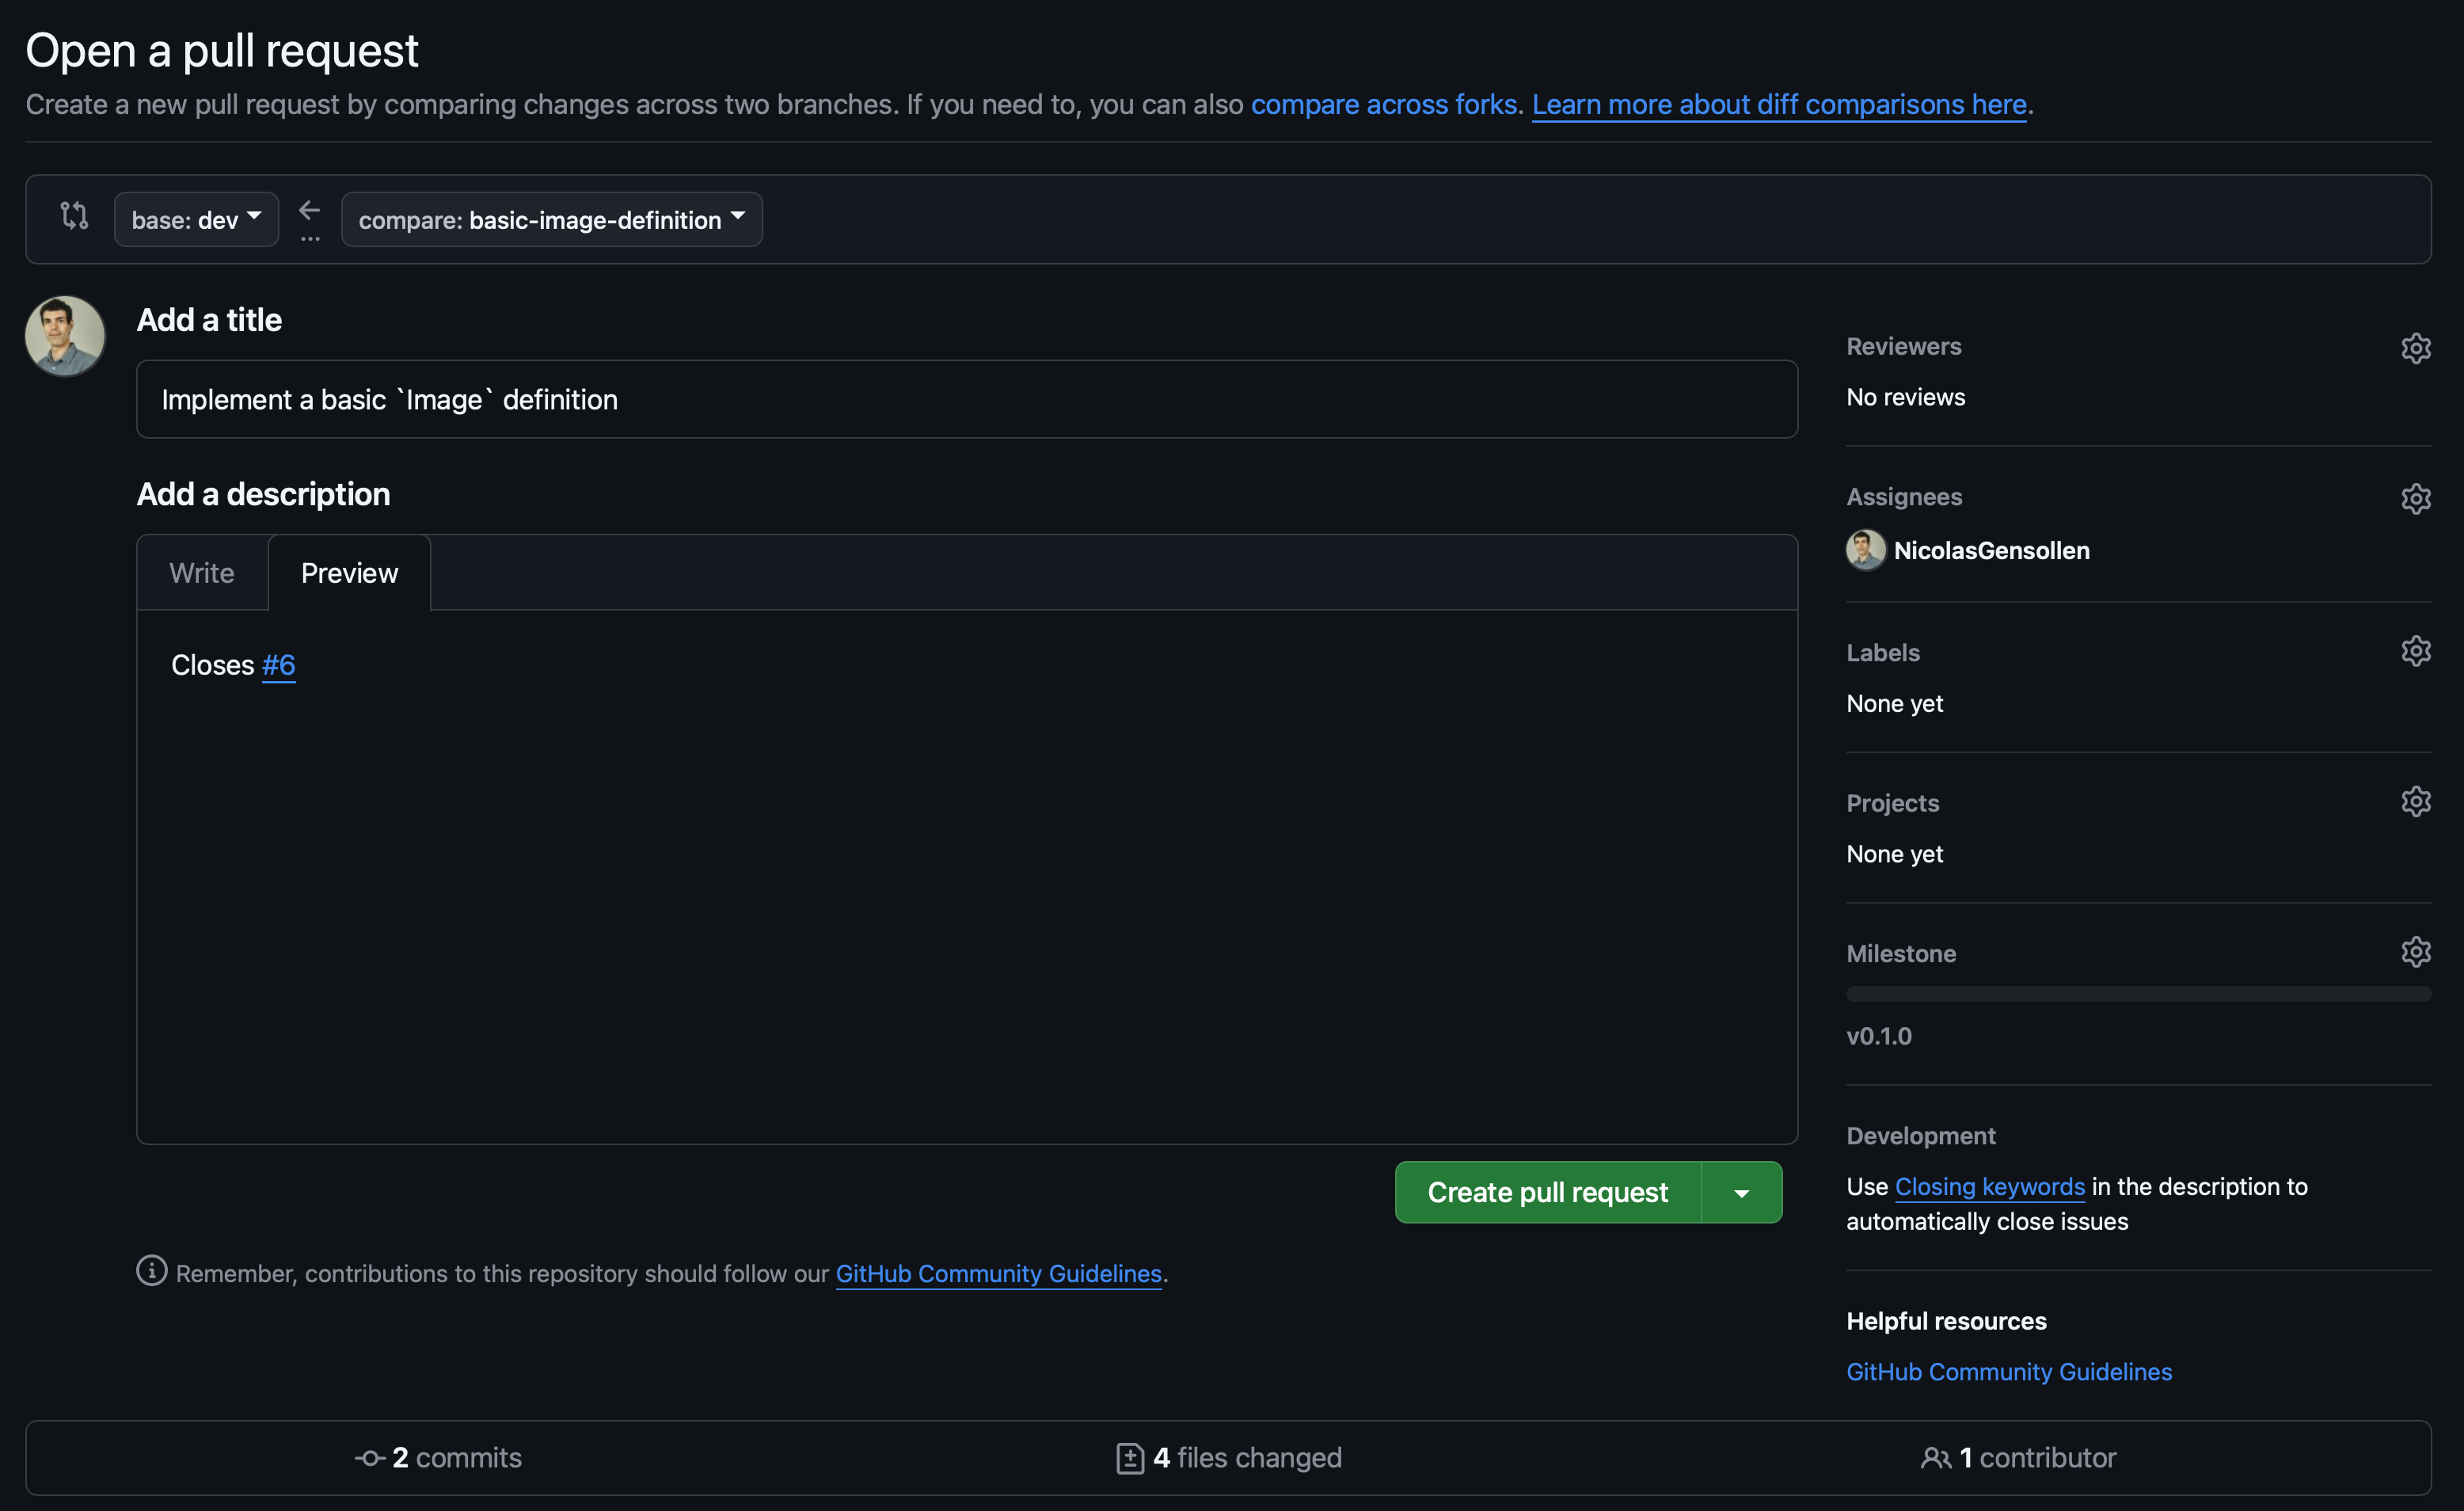 Open a pull request
Create a new pull request by comparing changes across two branches. If you need to, you can also compare across forks. Learn more about diff comparisons here.
base: dev
compare: basic-image-definition
Add a title
Implement a basic `Image` definition
Add a description
Write
Preview
Closes #6
Create pull request
Remember, contributions to this repository should follow our GitHub Community Guidelines.
Reviewers
No reviews
Assignees
NicolasGensollen
Labels
None yet
Projects
None yet
Milestone
v0.1.0
Development
Use Closing keywords in the description to
automatically close issues
Helpful resources
GitHub Community Guidelines
2 commits
4 files changed
1 contributor